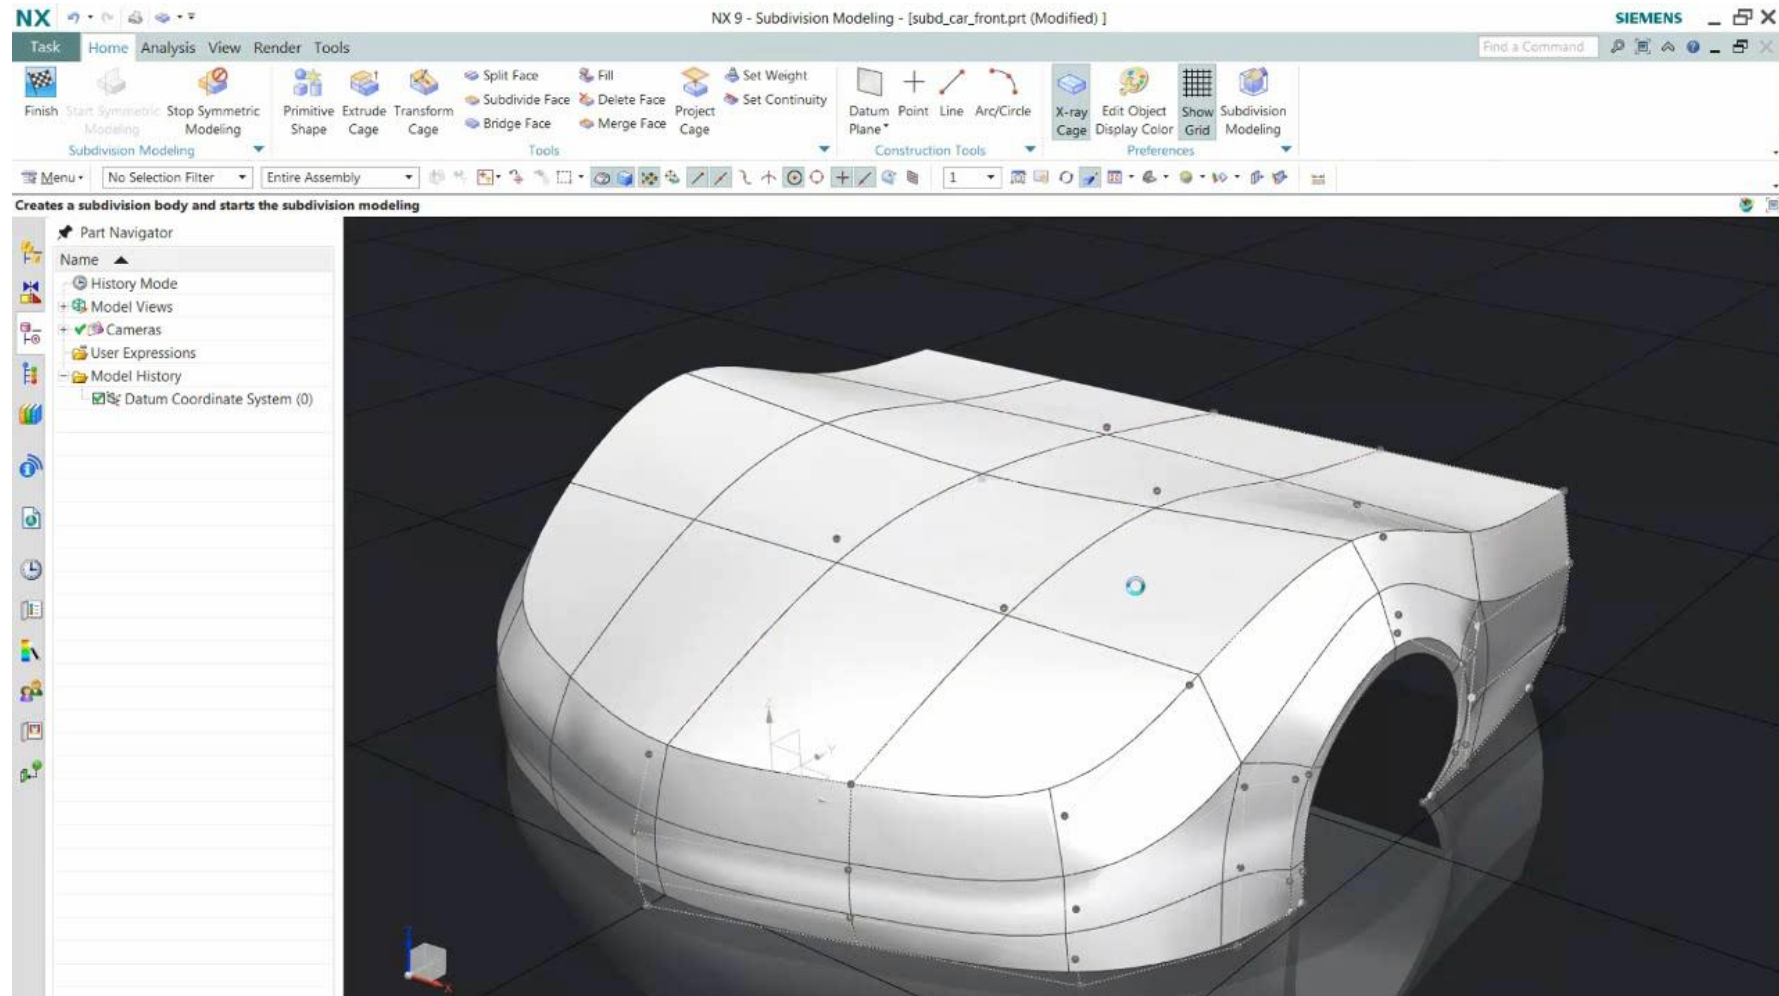 NX
NX 9 - Subdivision Modeling - [subd_car_front.prt (Modified) ]
SIEMENS
Task Home Analysis View Render Tools
Find a Command
Finish
Start Symmetric Modeling
Stop Symmetric Modeling
Subdivision Modeling
Primitive Shape
Extrude Cage
Transform Cage
Split Face
Subdivide Face
Bridge Face
Fill
Delete Face
Merge Face
Project Cage
Set Weight
Set Continuity
Tools
Datum Plane
Point
Line
Arc/Circle
Construction Tools
X-ray Cage
Edit Object Display Color
Show Grid
Subdivision Modeling
Preferences
Menu
No Selection Filter
Entire Assembly
1
Creates a subdivision body and starts the subdivision modeling
Part Navigator
Name
History Mode
Model Views
Cameras
User Expressions
Model History
Datum Coordinate System (0)
Z
Y
Z
X